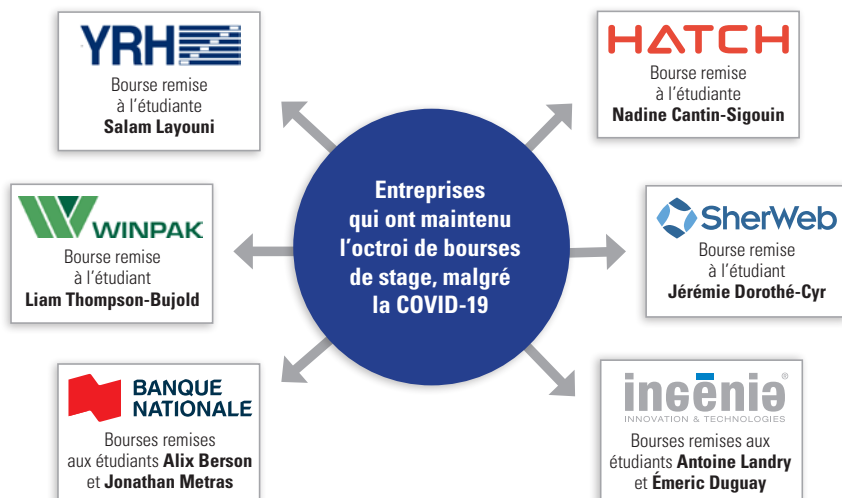 YRH
Bourse remise
à l'étudiante
Salam Layouni
HATCH
Bourse remise
à l'étudiante
Nadine Cantin-Sigouin
WINPAK
Bourse remise
à l'étudiant
Liam Thompson-Bujold
Entreprises
qui ont maintenu
l'octroi de bourses
de stage, malgré
la COVID-19
SherWeb
Bourse remise
à l'étudiant
Jérémie Dorothé-Cyr
BANQUE
NATIONALE
Bourses remises
aux étudiants Alix Berson
et Jonathan Metras
ingēnia®
INNOVATION & TECHNOLOGIES
Bourses remises aux
étudiants Antoine Landry
et Émeric Duguay